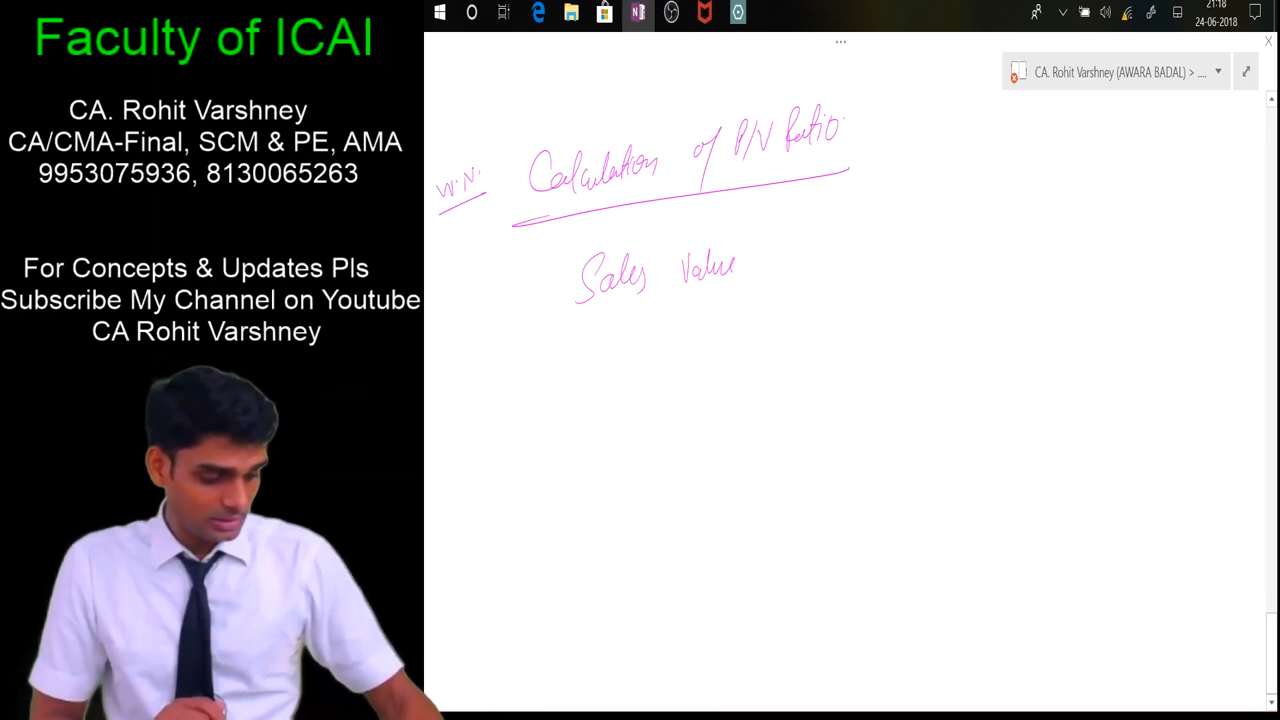 Faculty of ICAI
CA. Rohit Varshney
CA/CMA-Final, SCM & PE, AMA
9953075936, 8130065263
For Concepts & Updates Pls
Subscribe My Channel on Youtube
CA Rohit Varshney
21:18
24-06-2018
CA. Rohit Varshney (AWARA BADAL) > ....
W.N. Calculation of P/V Ratio
Sales Value